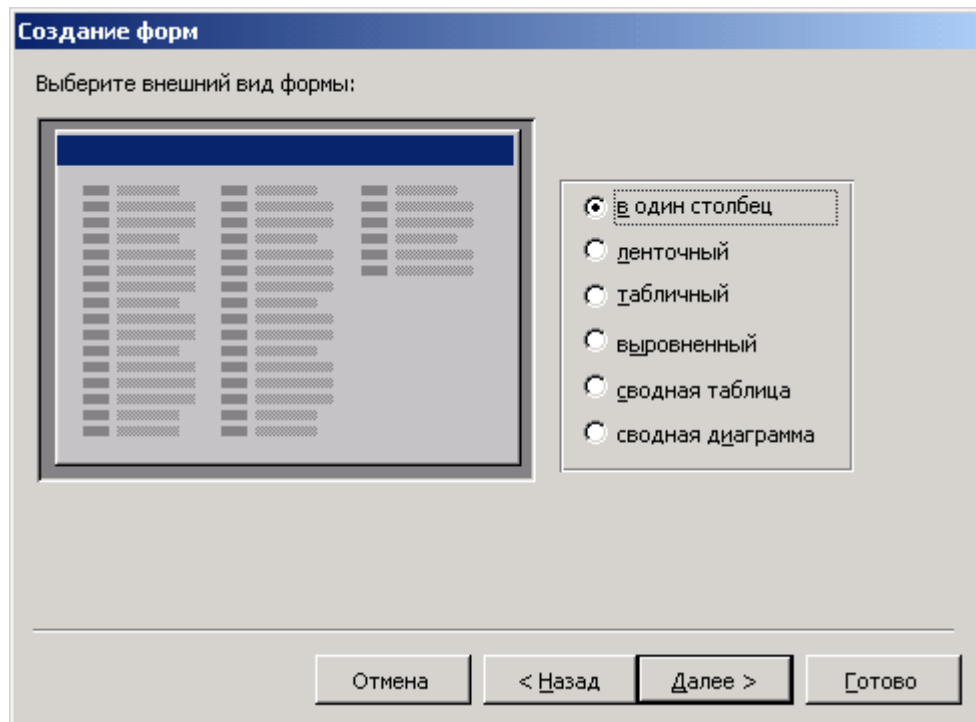 Создание форм
Выберите внешний вид формы:
в один столбец
ленточный
табличный
выровненный
сводная таблица
сводная диаграмма
Отмена
< Назад
Далее >
Готово